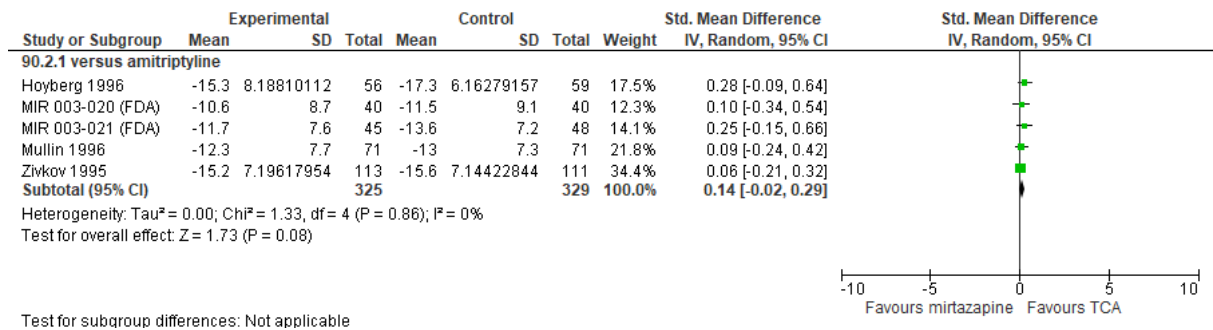 Experimental Control Std. Mean Difference Std. Mean Difference
Study or Subgroup Mean SD Total Mean SD Total Weight IV, Random, 95% CI IV, Random, 95% CI
90.2.1 versus amitriptyline
Hoyberg 1996 -15.3 8.18810112 56 -17.3 6.16279157 59 17.5% 0.28 [-0.09, 0.64]
MIR 003-020 (FDA) -10.6 8.7 40 -11.5 9.1 40 12.3% 0.10 [-0.34, 0.54]
MIR 003-021 (FDA) -11.7 7.6 45 -13.6 7.2 48 14.1% 0.25 [-0.15, 0.66]
Mullin 1996 -12.3 7.7 71 -13 7.3 71 21.8% 0.09 [-0.24, 0.42]
Zivkov 1995 -15.2 7.19617954 113 -15.6 7.14422844 111 34.4% 0.06 [-0.21, 0.32]
Subtotal (95% CI) 325 329 100.0% 0.14 [-0.02, 0.29]
Heterogeneity: Tau² = 0.00; Chi² = 1.33, df = 4 (P = 0.86); I² = 0%
Test for overall effect: Z = 1.73 (P = 0.08)
-10 -5 0 5 10
Favours mirtazapine Favours TCA
Test for subgroup differences: Not applicable